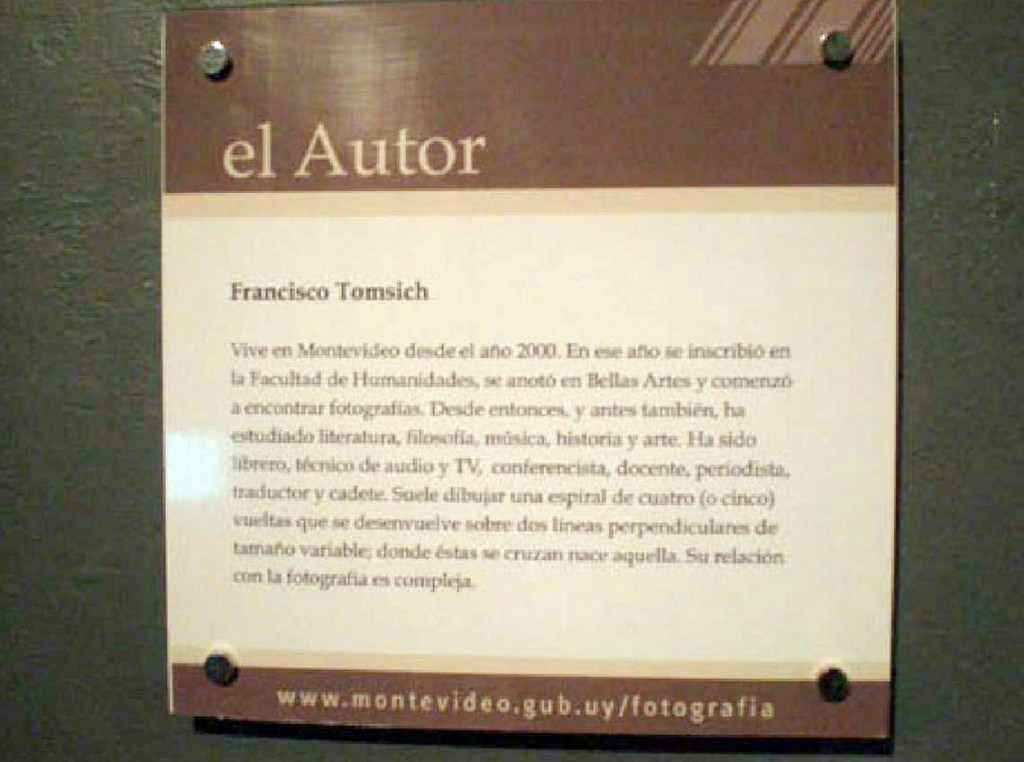 el Autor
Francisco Tomsich
Vive en Montevideo desde el año 2000. En ese año se inscribió en
la Facultad de Humanidades, se anotó en Bellas Artes y comenzó
a encontrar fotografías. Desde entonces, y antes también, ha
estudiado literatura, filosofía, música, historia y arte. Ha sido
librero, técnico de audio y TV, conferencista, docente, periodista,
traductor y cadete. Suele dibujar una espiral de cuatro (o cinco)
vueltas que se desenvuelve sobre dos líneas perpendiculares de
tamaño variable; donde éstas se cruzan nace aquella. Su relación
con la fotografía es compleja.
www.montevideo.gub.uy/fotografia